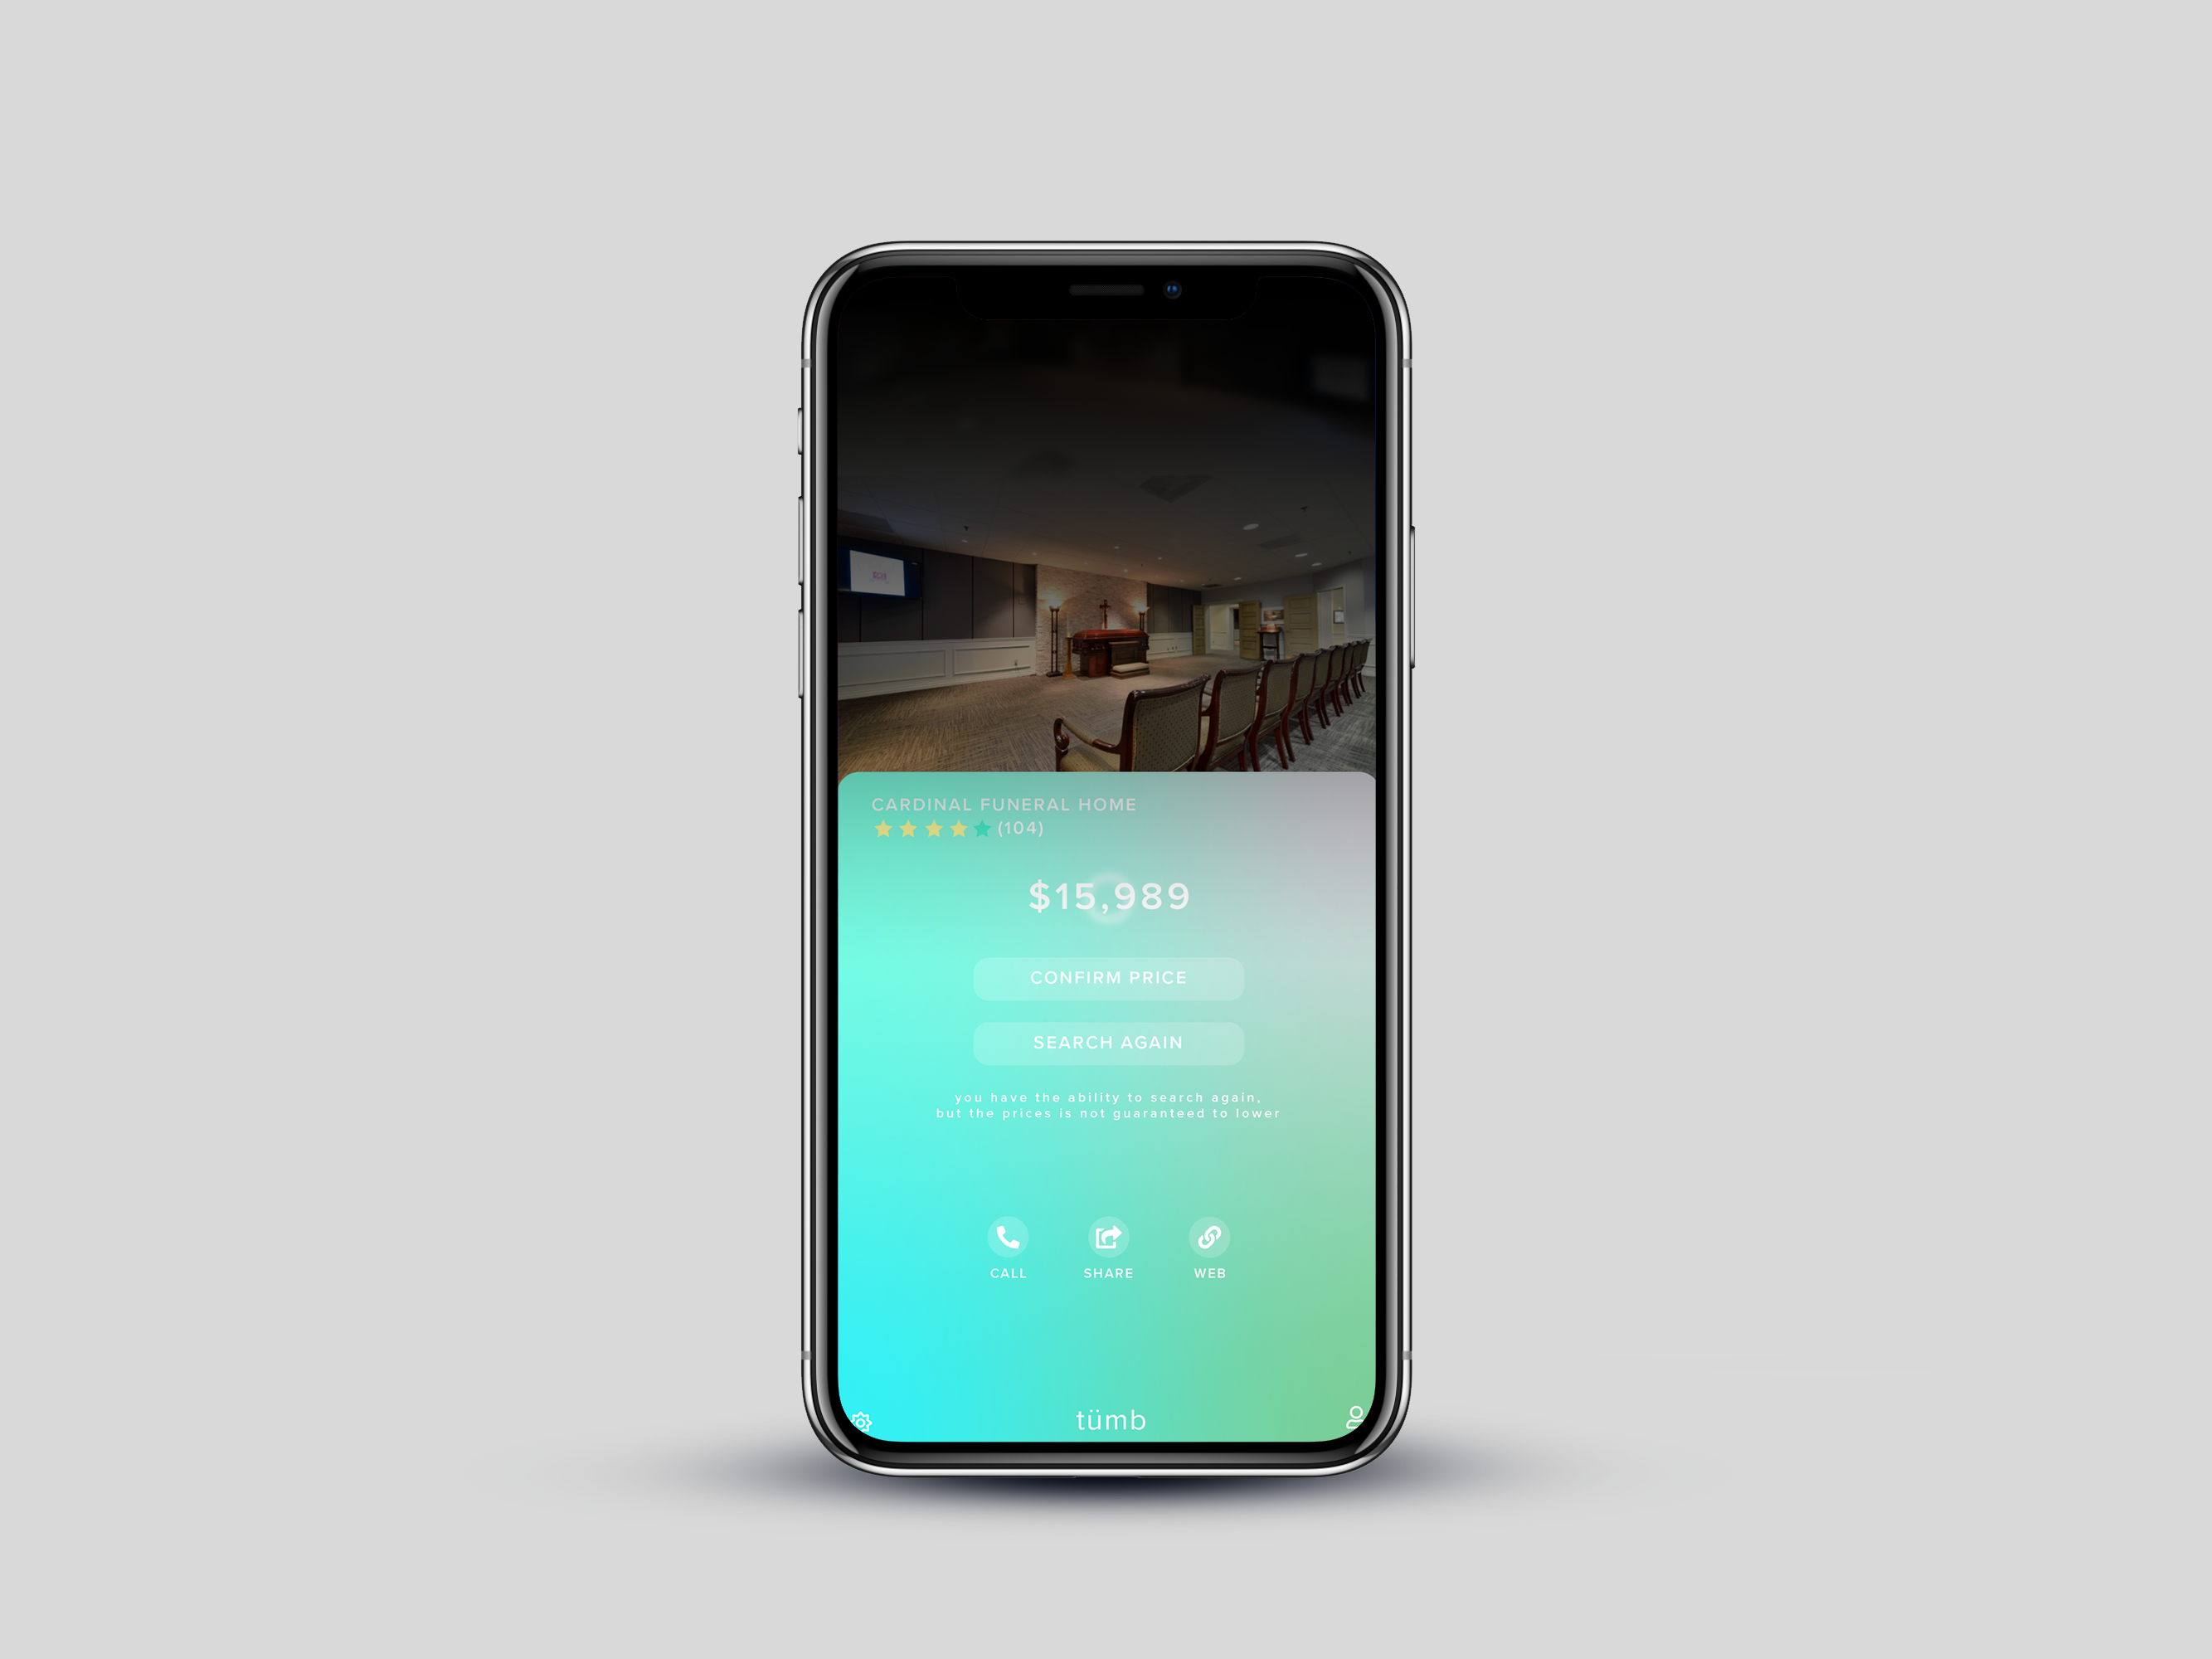 CARDINAL FUNERAL HOME
(104)
$15,989
CONFIRM PRICE
SEARCH AGAIN
you have the ability to search again,
but the prices is not guaranteed to lower
CALL SHARE WEB
tümb